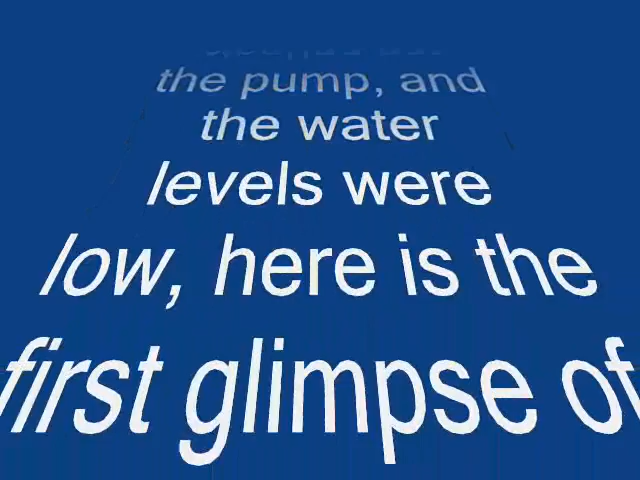 the pump, and
the water
levels were
low, here is the
first glimpse of